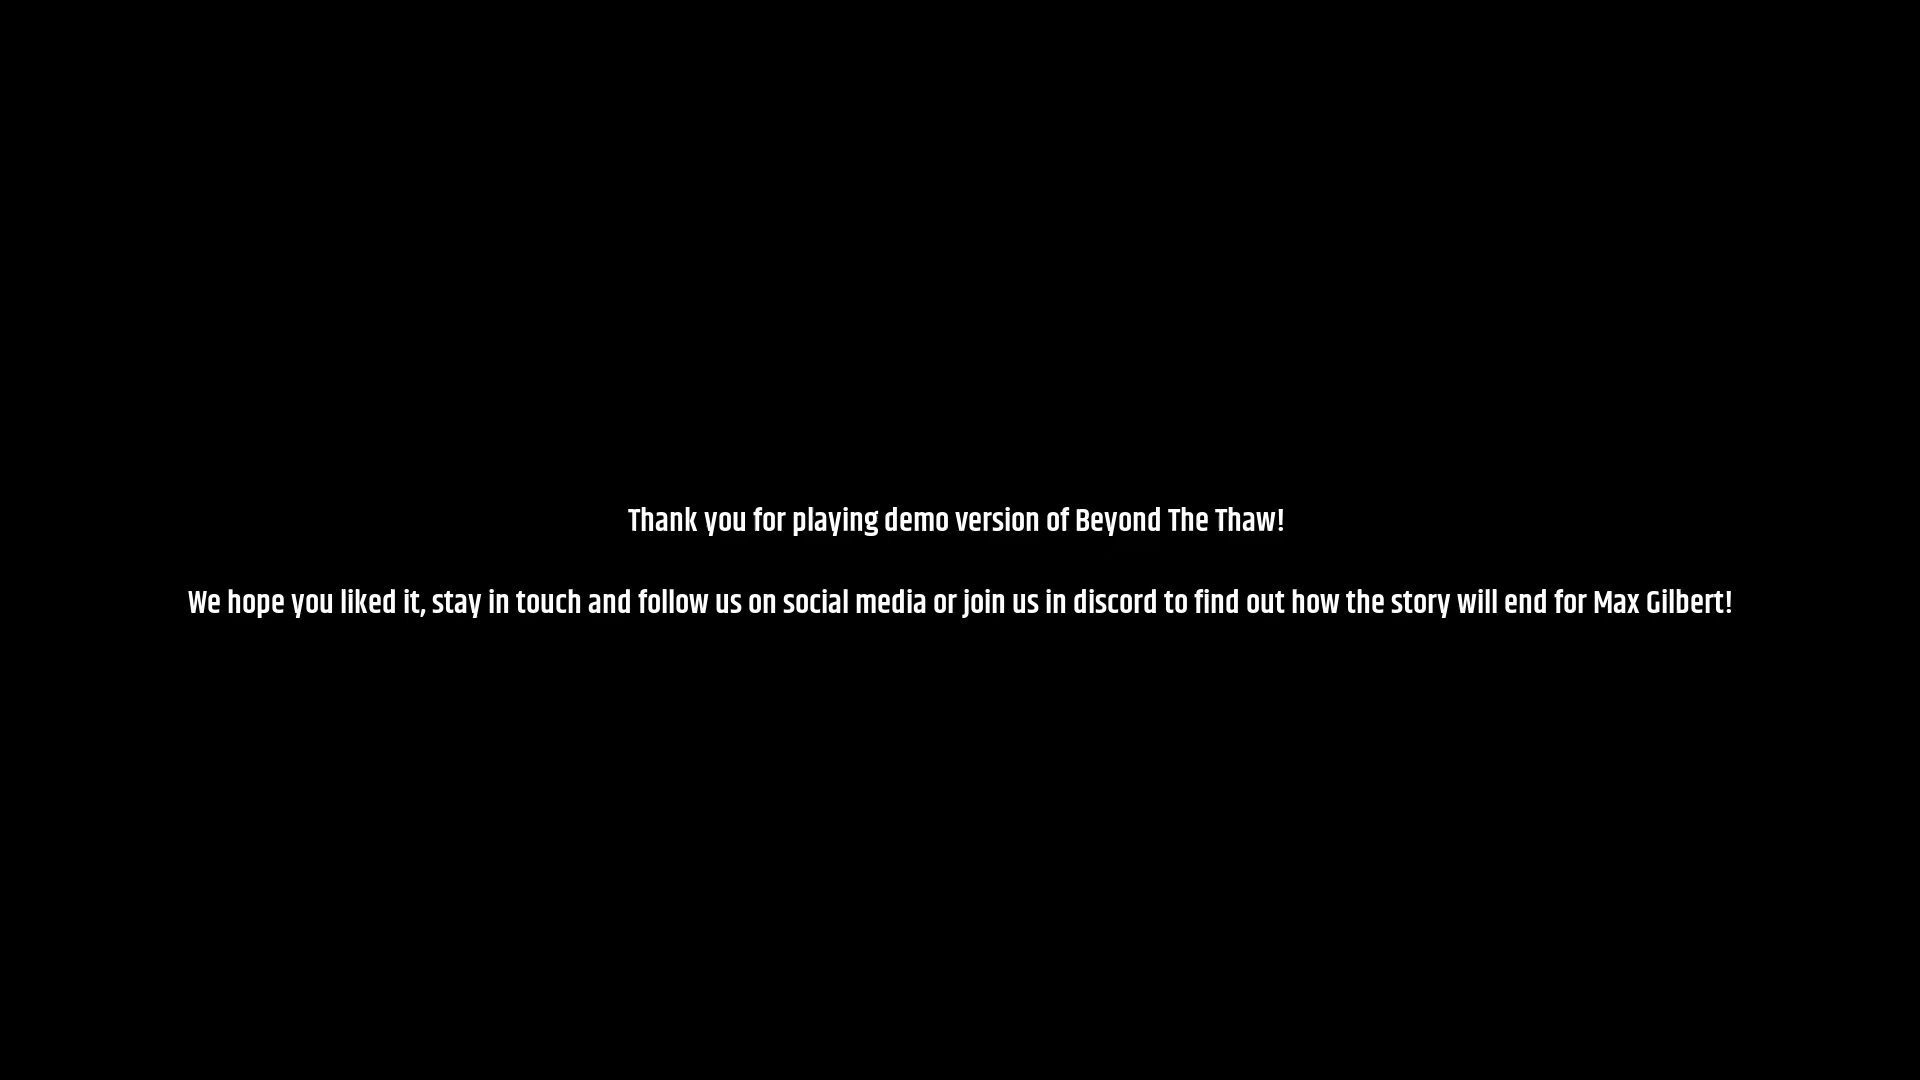 Thank you for playing demo version of Beyond The Thaw!
We hope you liked it, stay in touch and follow us on social media or join us in discord to find out how the story will end for Max Gilbert!